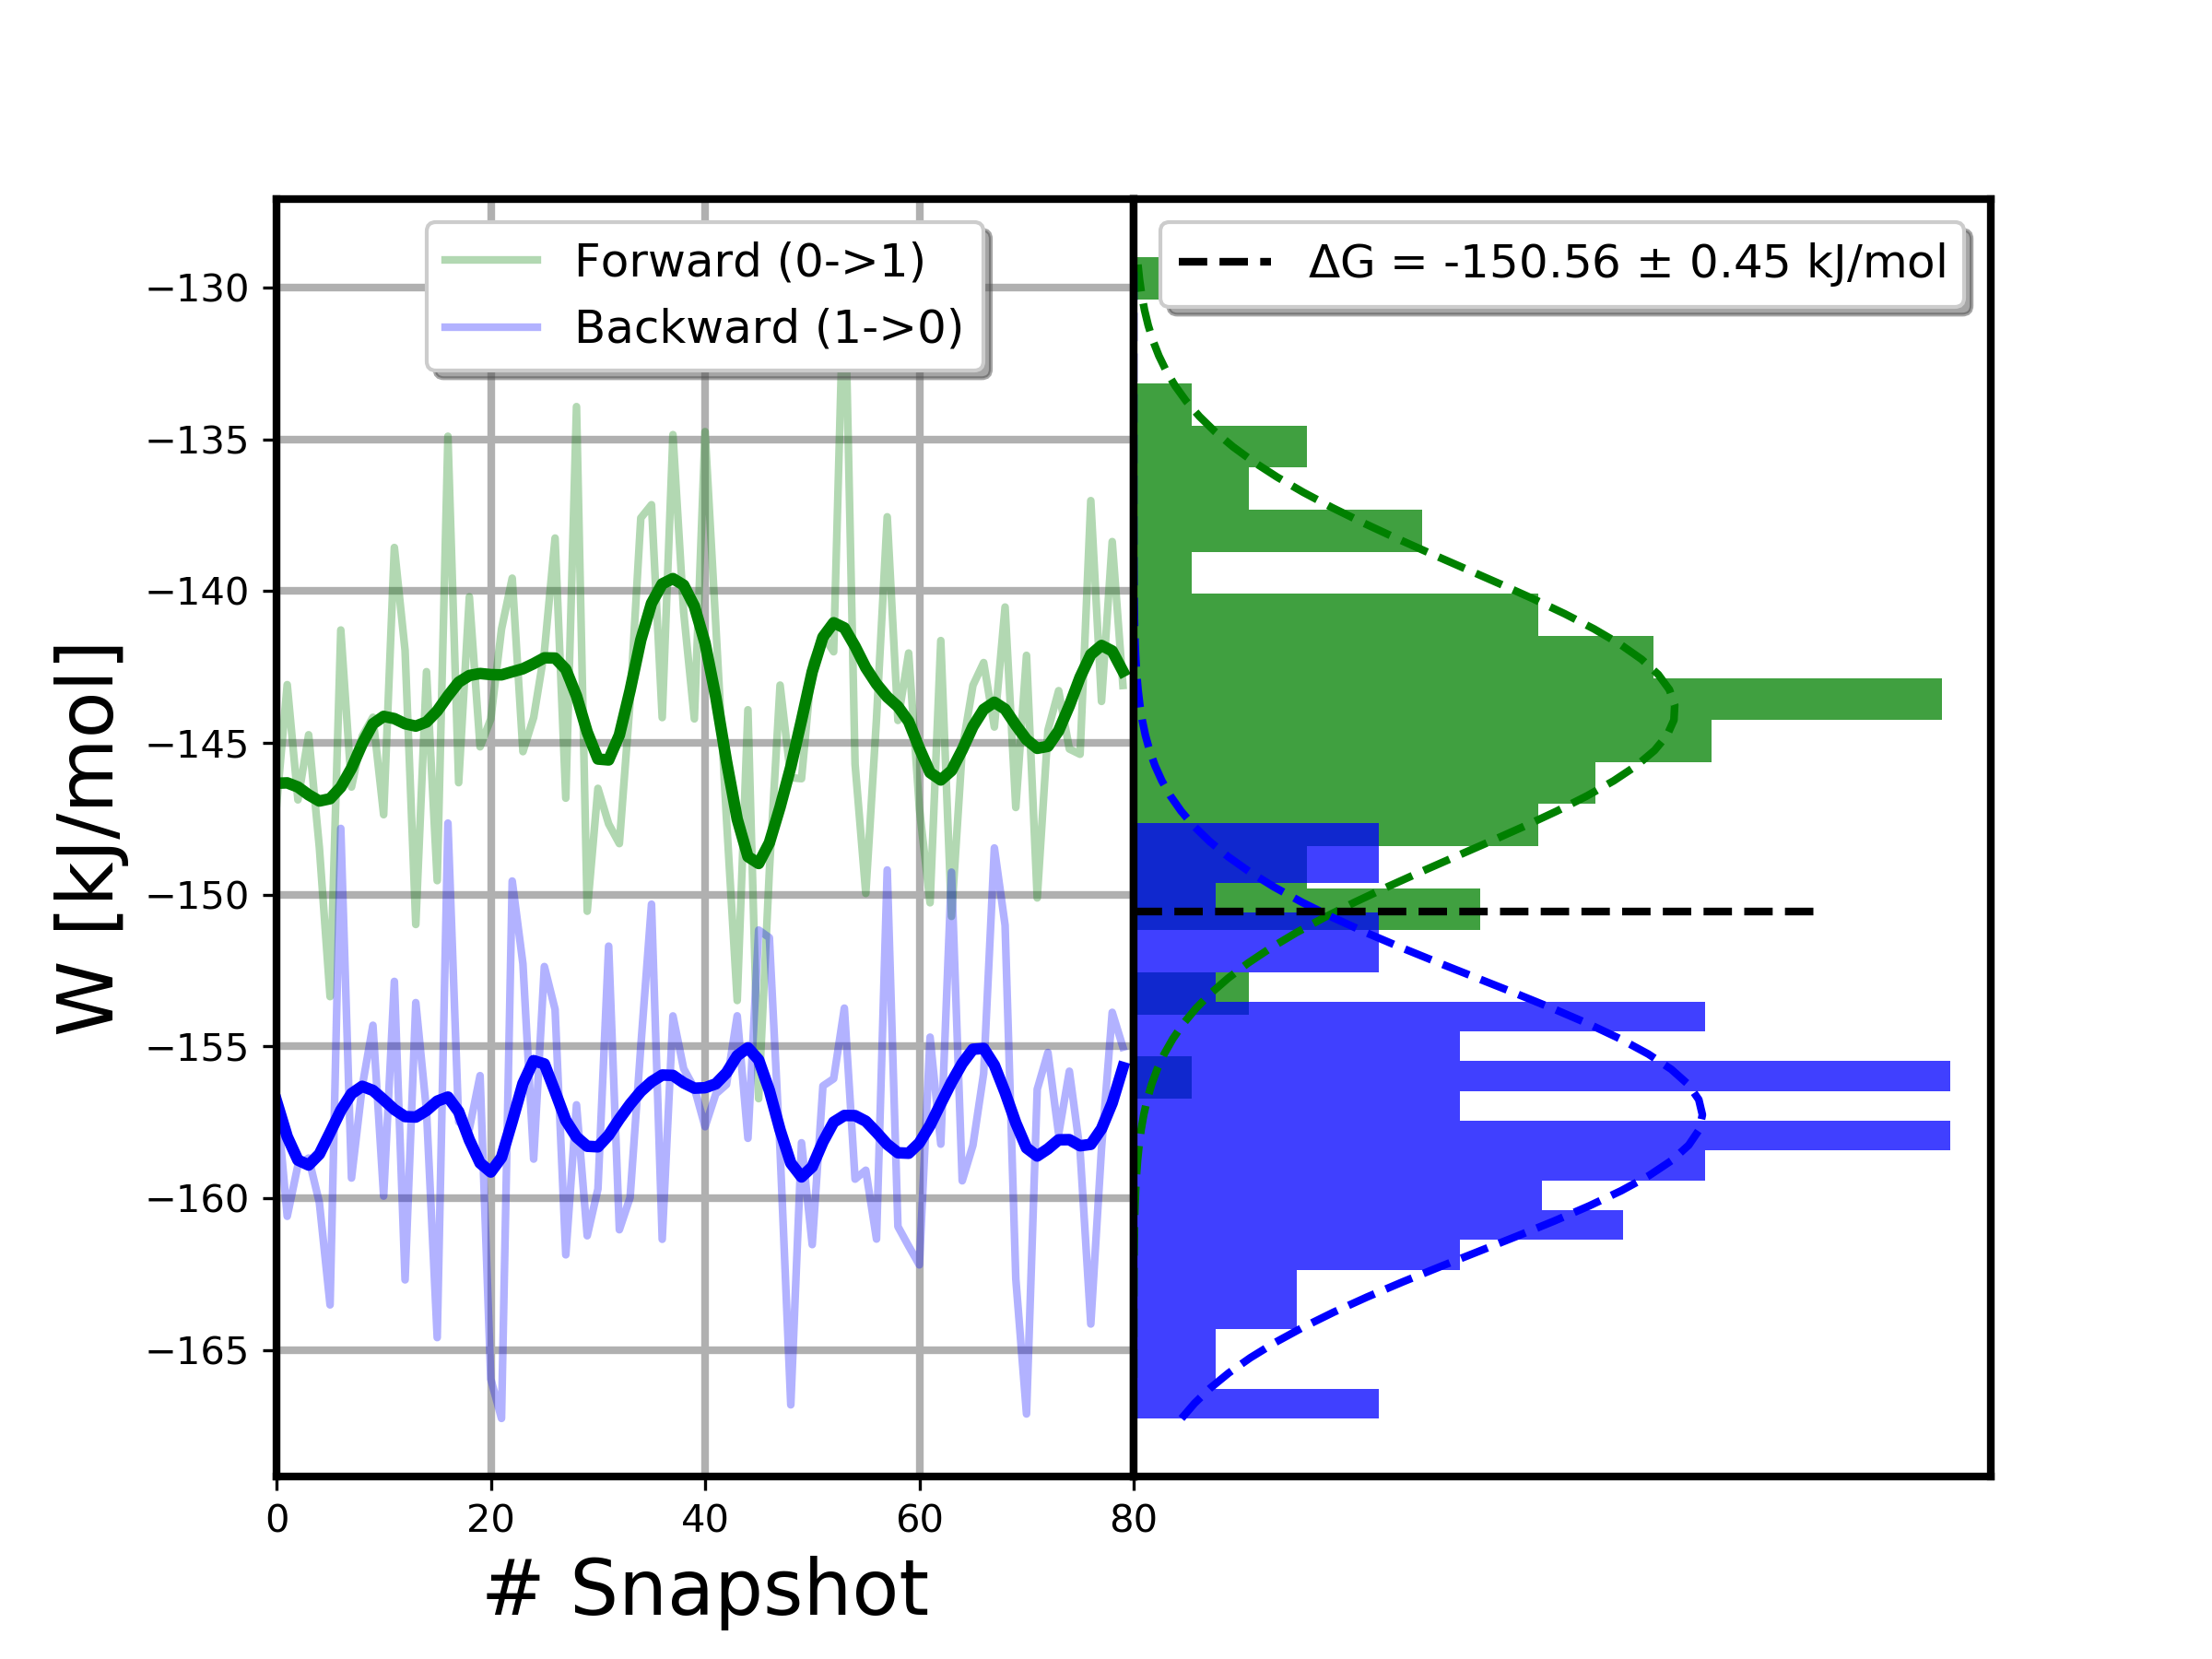 Forward (0->1)
Backward (1->0)
ΔG = -150.56 ± 0.45 kJ/mol
W [kJ/mol]
−130
−135
−140
−145
−150
−155
−160
−165
0
20
40
60
80
# Snapshot